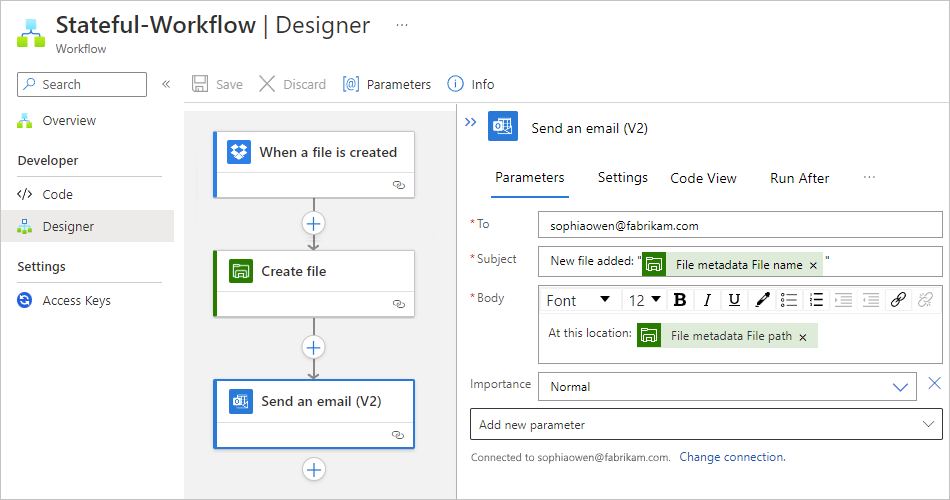 Stateful-Workflow | Designer ...
Workflow
Search «
Save Discard [@] Parameters Info
Overview
Developer
</> Code
Designer
Settings
Access Keys
When a file is created
Create file
Send an email (V2)
» Send an email (V2)
Parameters Settings Code View Run After ...
* To sophiaowen@fabrikam.com
* Subject New file added: " File metadata File name × "
* Body Font 12 B I U
At this location: File metadata File path ×
Importance Normal
Add new parameter
Connected to sophiaowen@fabrikam.com. Change connection.